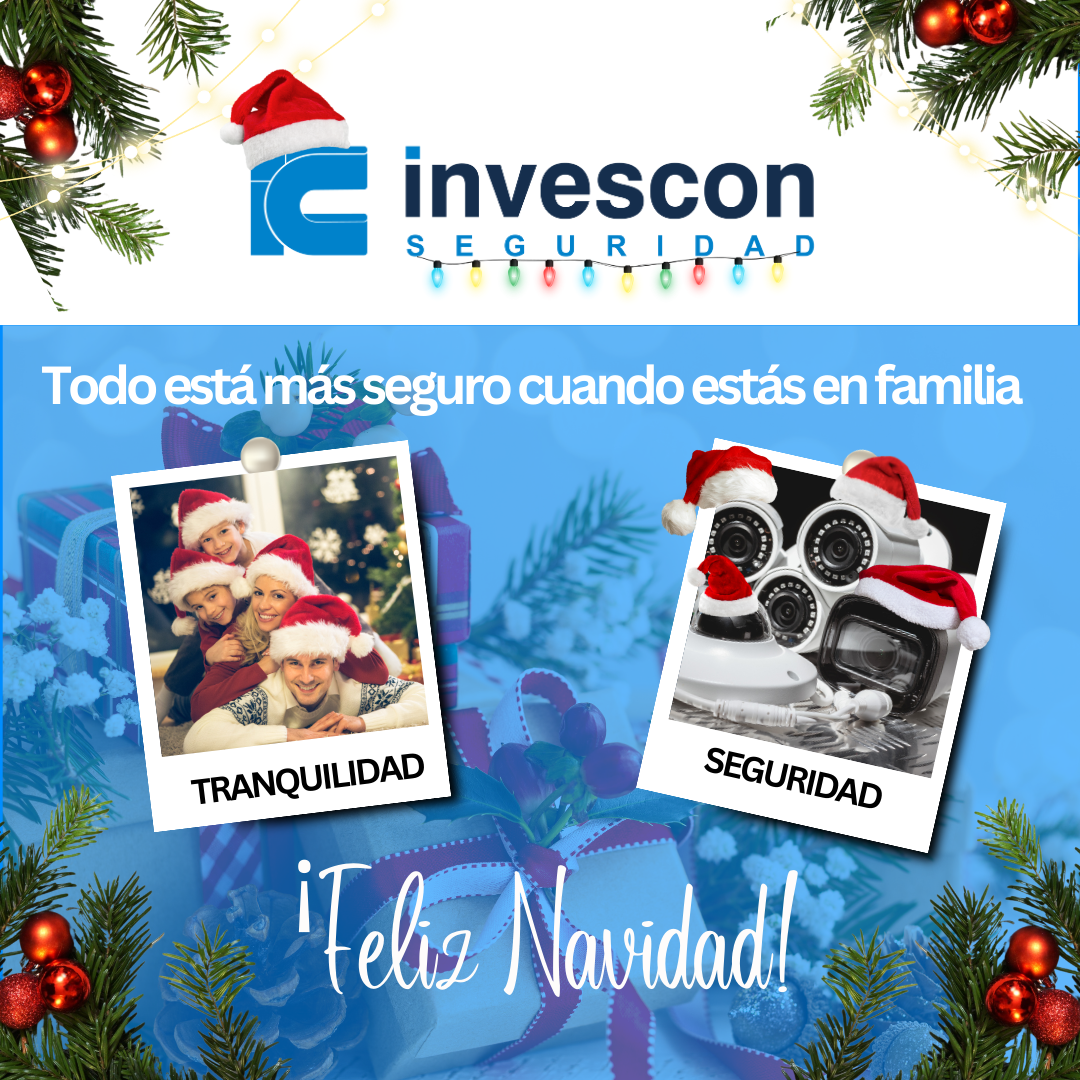 invescon
SEGURIDAD
Todo está más seguro cuando estás en familia
TRANQUILIDAD
SEGURIDAD
¡Feliz Navidad!